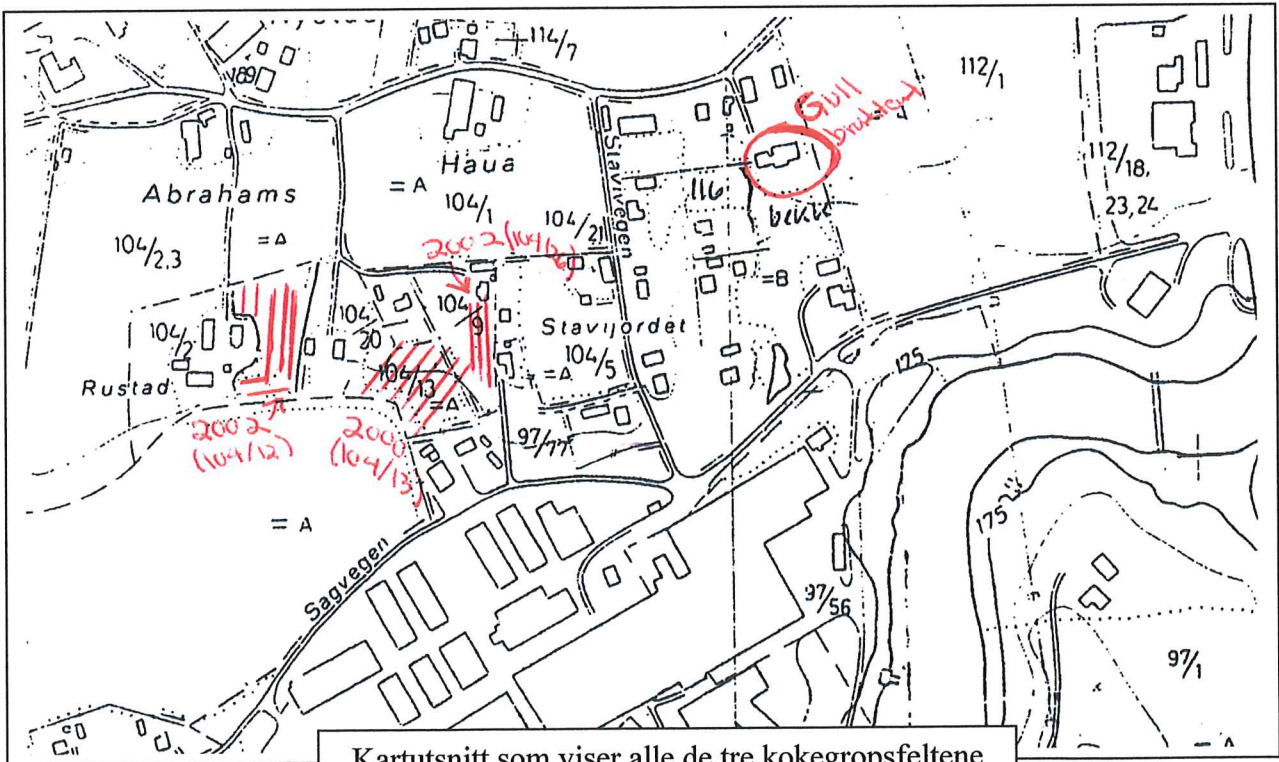 114/7
189
112/1
Gull
112/18,
23,24
Haua
= A
Abrahams
104/1
104/2.3
= A
Stavivegen
116
bekk
104/21
2002 (104/26)
= B
104/9
104/20
Stavijordet
104/5
= A
104/2
Rustad
104/13
= A
175
2002
(104/12)
2000
(104/13)
97/77
= A
175
Sagvegen
97/56
97/1
= A
Kartutsnitt som viser alle de tre kokegropsfeltene